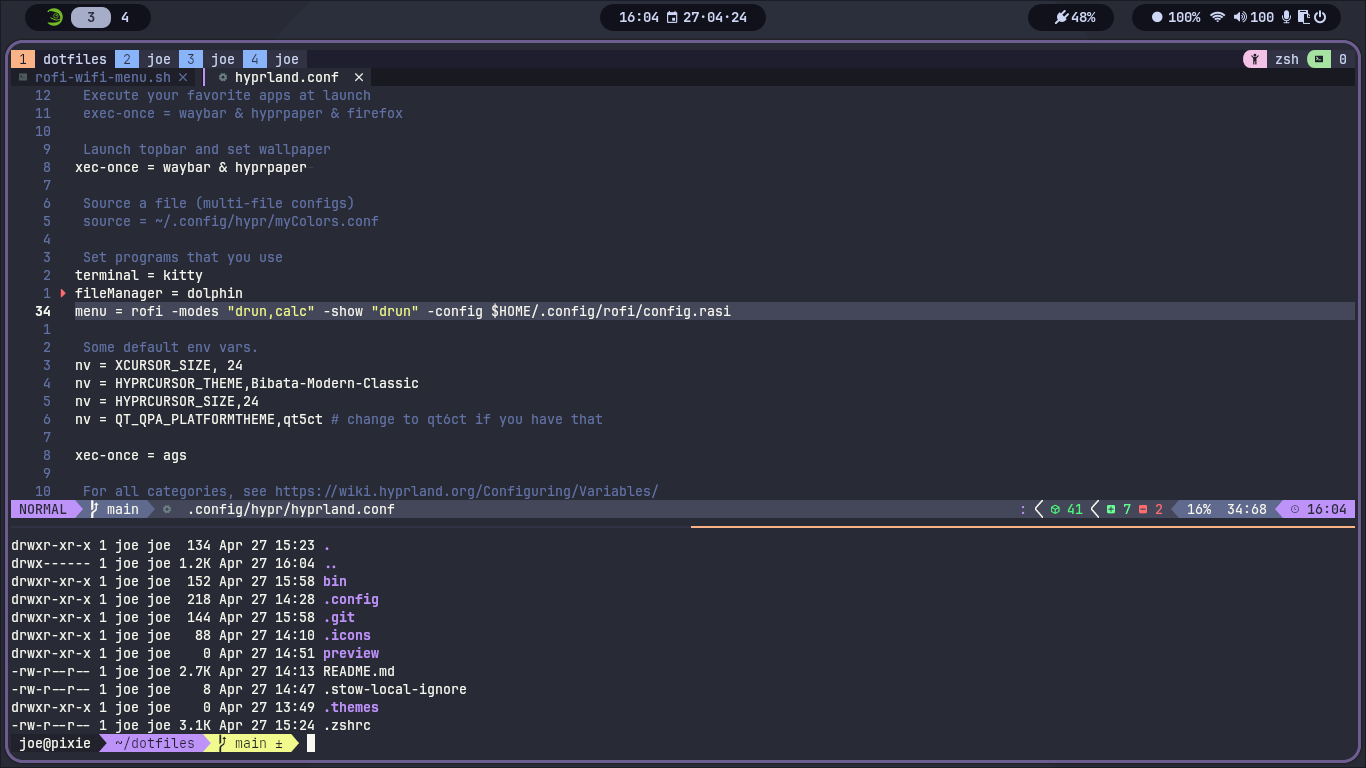 3 4 16:04 27·04·24 48% 100% 100
1 dotfiles 2 joe 3 joe 4 joe zsh 0
rofi-wifi-menu.sh ✕ hyprland.conf ✕
12 Execute your favorite apps at launch
11 exec-once = waybar & hyprpaper & firefox
10
9 Launch topbar and set wallpaper
8 xec-once = waybar & hyprpaper
7
6 Source a file (multi-file configs)
5 source = ~/.config/hypr/myColors.conf
4
3 Set programs that you use
2 terminal = kitty
1 fileManager = dolphin
34 menu = rofi -modes "drun,calc" -show "drun" -config $HOME/.config/rofi/config.rasi
1
2 Some default env vars.
3 nv = XCURSOR_SIZE, 24
4 nv = HYPRCURSOR_THEME,Bibata-Modern-Classic
5 nv = HYPRCURSOR_SIZE,24
6 nv = QT_QPA_PLATFORMTHEME,qt5ct # change to qt6ct if you have that
7
8 xec-once = ags
9
10 For all categories, see https://wiki.hyprland.org/Configuring/Variables/
NORMAL main .config/hypr/hyprland.conf : 41 7 2 16% 34:68 16:04
drwxr-xr-x 1 joe joe 134 Apr 27 15:23 .
drwx------ 1 joe joe 1.2K Apr 27 16:04 ..
drwxr-xr-x 1 joe joe 152 Apr 27 15:58 bin
drwxr-xr-x 1 joe joe 218 Apr 27 14:28 .config
drwxr-xr-x 1 joe joe 144 Apr 27 15:58 .git
drwxr-xr-x 1 joe joe 88 Apr 27 14:10 .icons
drwxr-xr-x 1 joe joe 0 Apr 27 14:51 preview
-rw-r--r-- 1 joe joe 2.7K Apr 27 14:13 README.md
-rw-r--r-- 1 joe joe 8 Apr 27 14:47 .stow-local-ignore
drwxr-xr-x 1 joe joe 0 Apr 27 13:49 .themes
-rw-r--r-- 1 joe joe 3.1K Apr 27 15:24 .zshrc
joe@pixie ~/dotfiles main ±